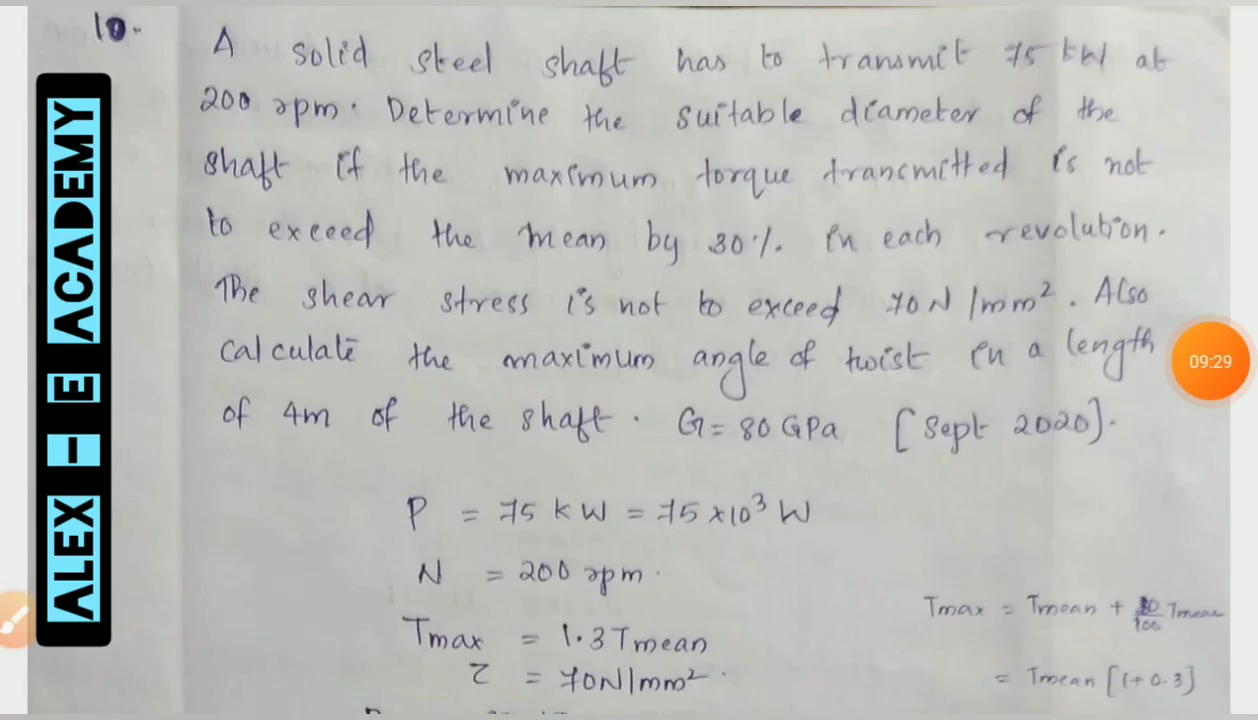 10.
A solid steel shaft has to transmit 75 kW at
200 rpm. Determine the suitable diameter of the
shaft if the maximum torque trancmitted is not
to exceed the mean by 30%. in each revolution.
The shear stress is not to exceed 70 N/mm². Also
calculate the maximum angle of twist in a length
of 4m of the shaft. G = 80 GPa [Sept 2020].
P = 75 kW = 75 x10³ W
N = 200 rpm.
Tmax = Tmean + 30/100 Tmean
Tmax = 1.3 Tmean
τ = 70N/mm².
= Tmean [1+0.3]
ALEX - E ACADEMY
09:29